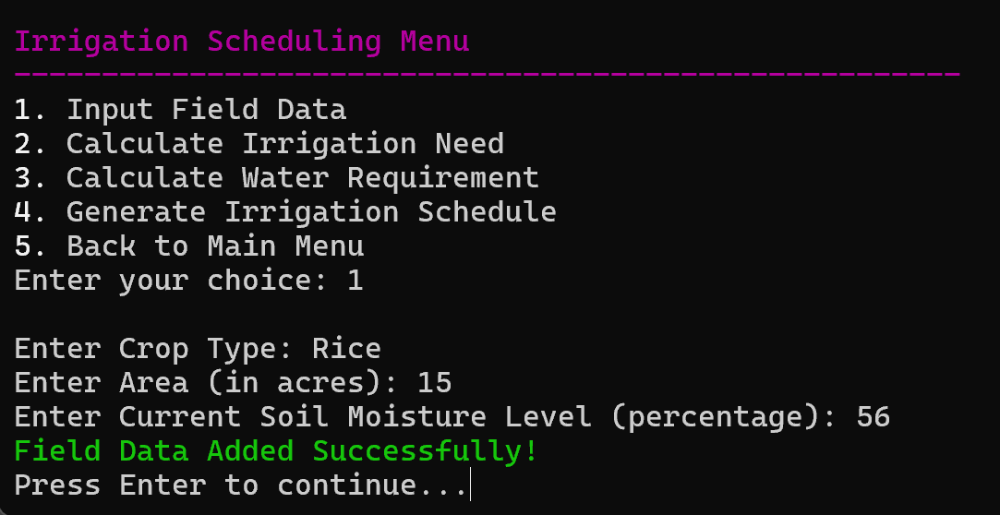 Irrigation Scheduling Menu
------------------------------------------------------
1. Input Field Data
2. Calculate Irrigation Need
3. Calculate Water Requirement
4. Generate Irrigation Schedule
5. Back to Main Menu
Enter your choice: 1
Enter Crop Type: Rice
Enter Area (in acres): 15
Enter Current Soil Moisture Level (percentage): 56
Field Data Added Successfully!
Press Enter to continue...